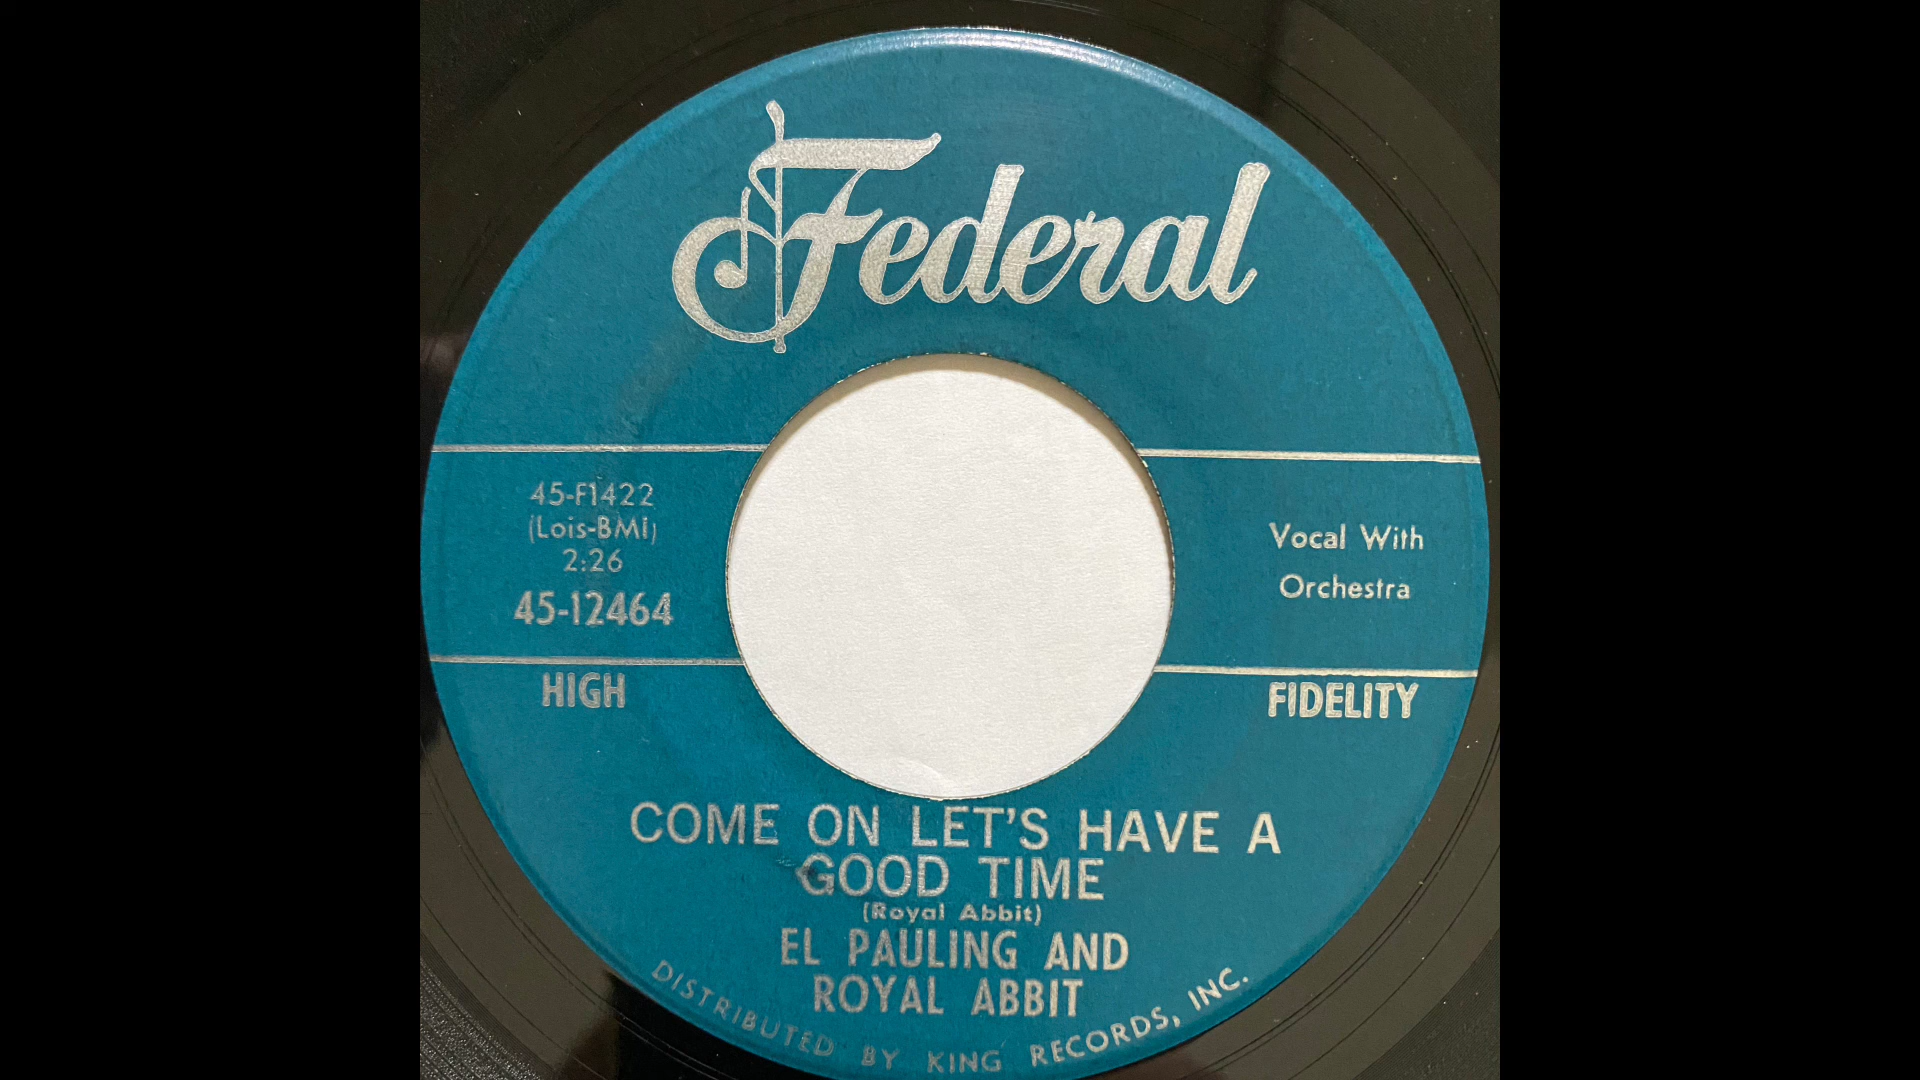 Federal
45-F1422
(Lois-BMI)
2:26
45-12464
Vocal With
Orchestra
HIGH
FIDELITY
COME ON LET'S HAVE A
GOOD TIME
(Royal Abbit)
EL PAULING AND
ROYAL ABBIT
DISTRIBUTED BY KING RECORDS, INC.